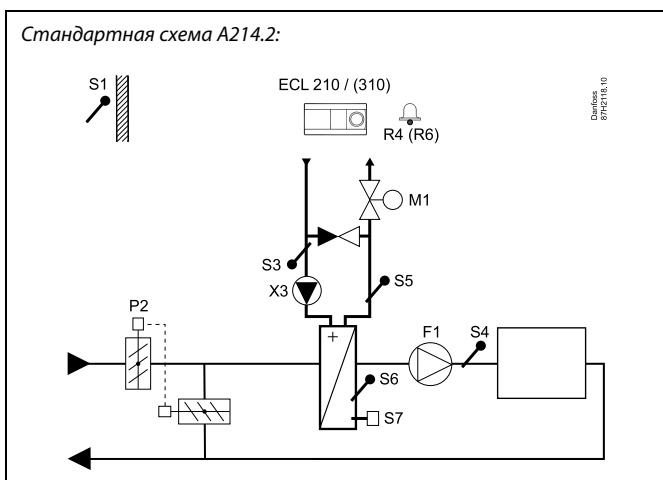 Стандартная схема A214.2:
S1
ECL 210 / (310)
R4 (R6)
Danfoss
87H2118.10
M1
S3
X3
S5
P2
F1
S4
+
S6
S7